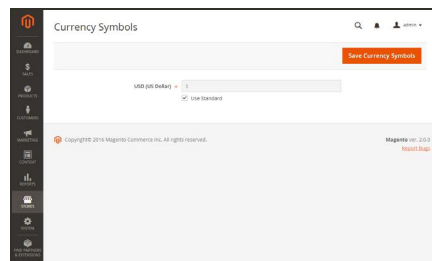 Currency Symbols
admin
Save Currency Symbols
USD (US Dollar)
Use Standard
DASHBOARD
SALES
PRODUCTS
CUSTOMERS
MARKETING
CONTENT
REPORTS
STORES
SYSTEM
FIND PARTNERS
& EXTENSIONS
Copyright© 2016 Magento Commerce Inc. All rights reserved.
Magento ver. 2.0.0
Report Bugs